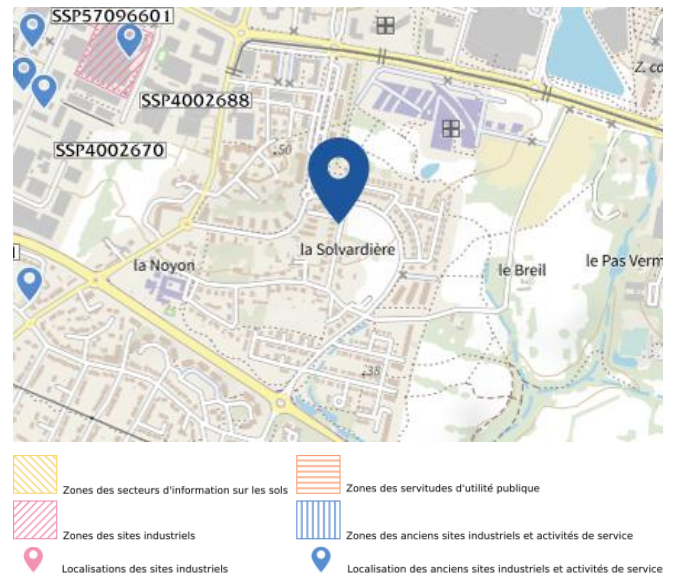 SSP57096601
Z. co
SSP4002688
SSP4002670
50
la Solvardière
la Noyon
le Breil
le Pas Verm
38
Zones des secteurs d'information sur les sols
Zones des servitudes d'utilité publique
Zones des sites industriels
Zones des anciens sites industriels et activités de service
Localisations des sites industriels
Localisation des anciens sites industriels et activités de service